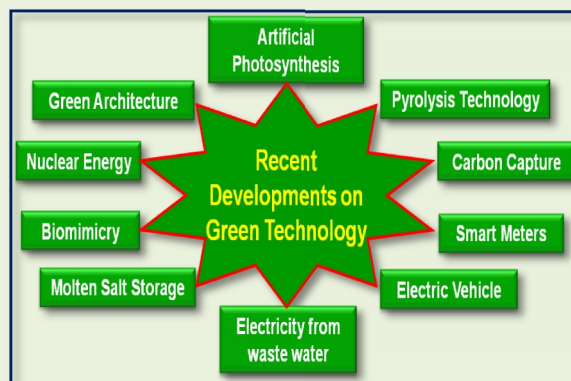 Artificial
Photosynthesis
Green Architecture
Pyrolysis Technology
Nuclear Energy
Recent
Developments on
Green Technology
Carbon Capture
Biomimicry
Smart Meters
Molten Salt Storage
Electric Vehicle
Electricity from
waste water